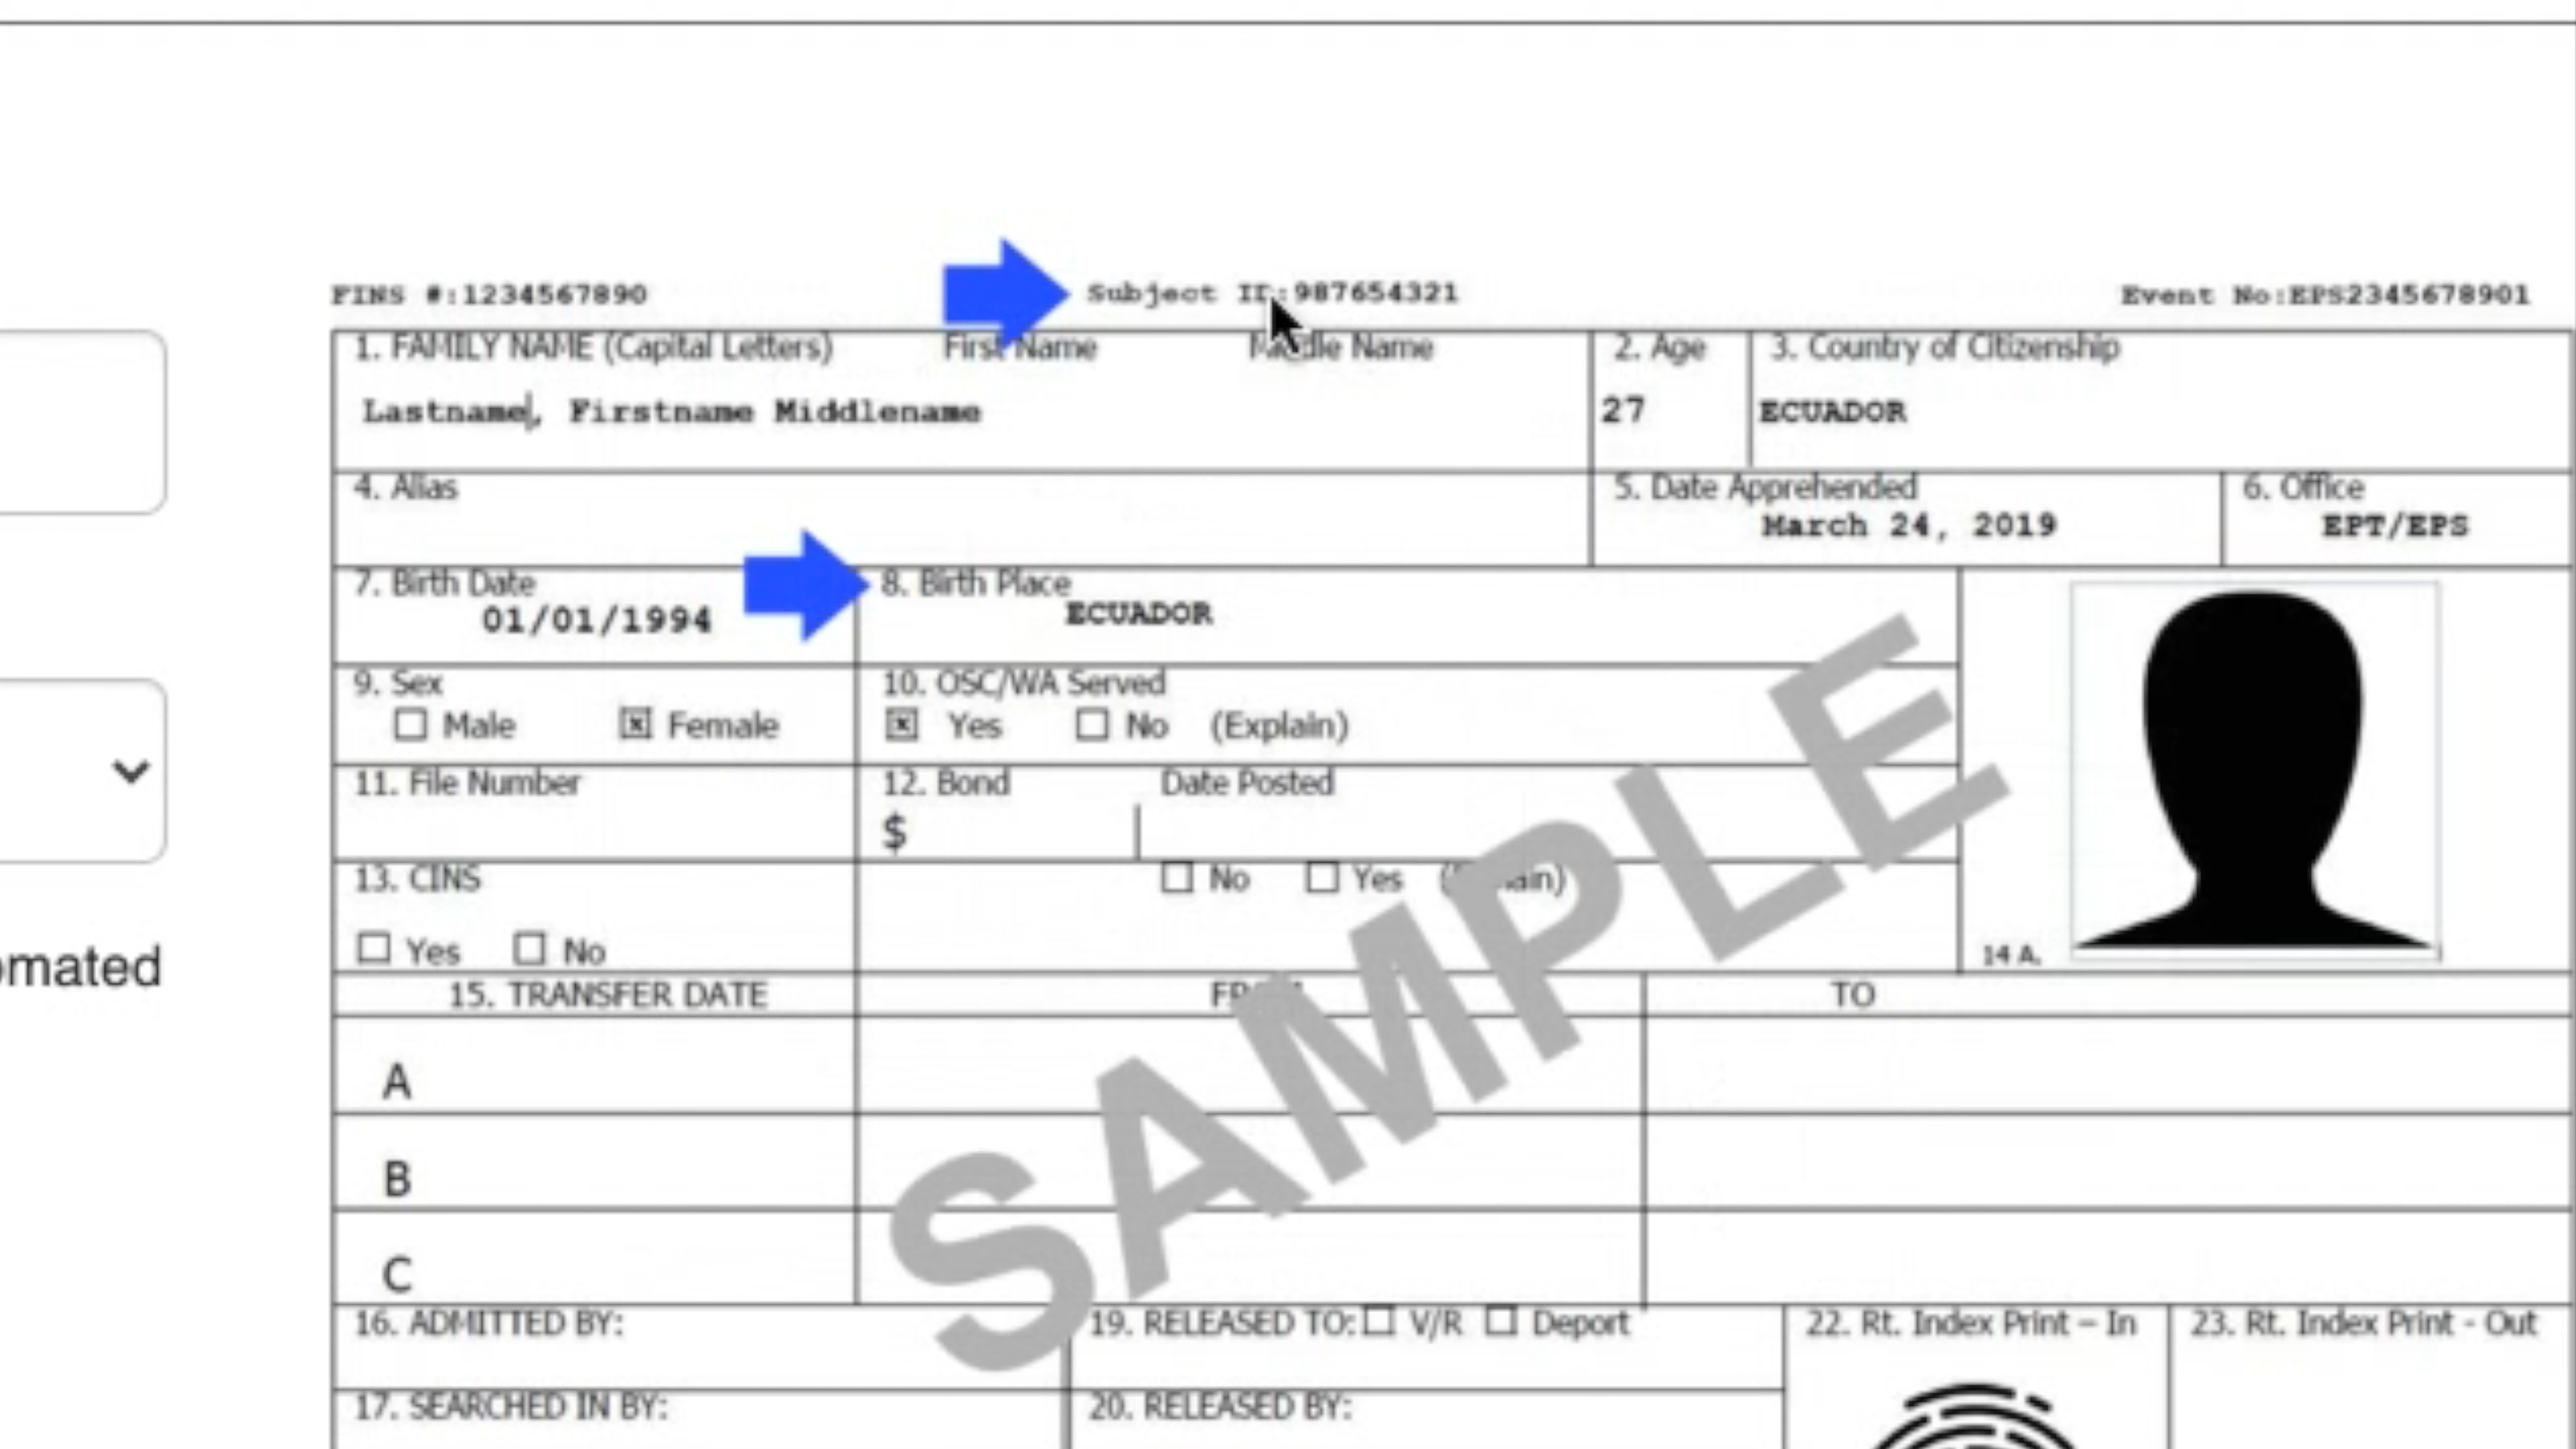 FINS #:1234567890 Subject ID:987654321 Event No:EPS2345678901
1. FAMILY NAME (Capital Letters) First Name Middle Name 2. Age 3. Country of Citizenship
Lastname, Firstname Middlename 27 ECUADOR
4. Alias 5. Date Apprehended 6. Office
March 24, 2019 EPT/EPS
7. Birth Date 8. Birth Place
01/01/1994 ECUADOR
9. Sex 10. OSC/WA Served
Male Female Yes No (Explain)
11. File Number 12. Bond Date Posted
$
13. CINS No Yes (Explain)
Yes No
omated
14 A.
15. TRANSFER DATE FROM TO
A
B
C
SAMPLE
16. ADMITTED BY: 19. RELEASED TO: V/R Deport 22. Rt. Index Print – In 23. Rt. Index Print - Out
17. SEARCHED IN BY: 20. RELEASED BY: